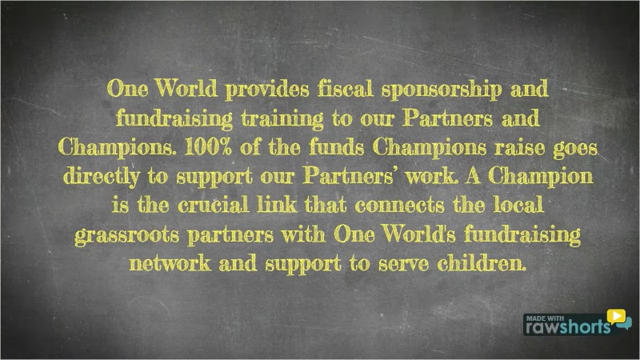 One World provides fiscal sponsorship and
fundraising training to our Partners and
Champions. 100% of the funds Champions raise goes
directly to support our Partners' work. A Champion
is the crucial link that connects the local
grassroots partners with One World's fundraising
network and support to serve children.
MADE WITH
rawshorts